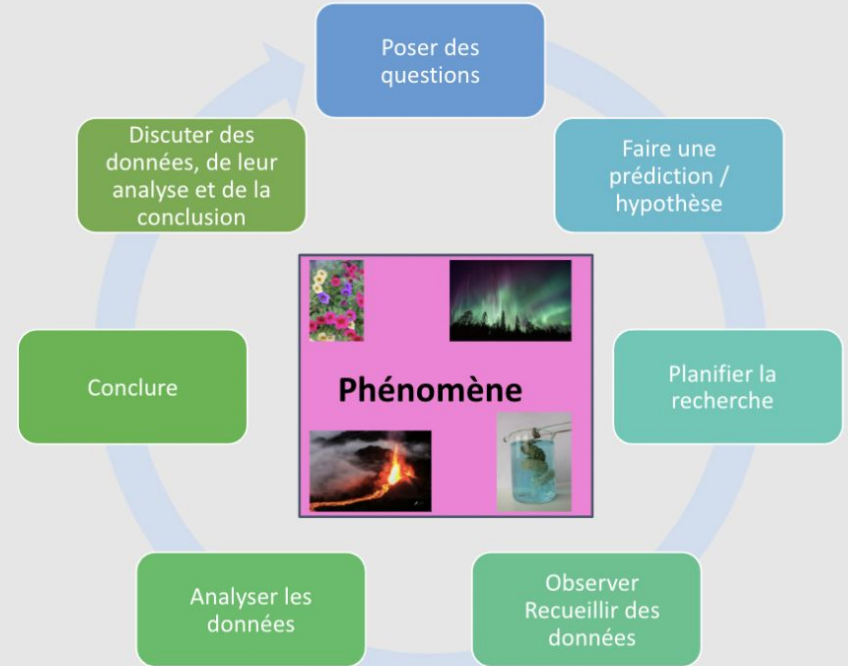 Poser des
questions
Faire une
prédiction /
hypothèse
Planifier la
recherche
Observer
Recueillir des
données
Analyser les
données
Conclure
Discuter des
données, de leur
analyse et de la
conclusion
Phénomène